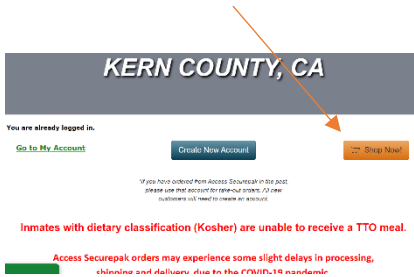 KERN COUNTY, CA
You are already logged in.
Go to My Account
Create New Account
Shop Now!
*If you have ordered from Access Securepak in the past,
please use that account for take-out orders. All new
customers will need to create an account.
Inmates with dietary classification (Kosher) are unable to receive a TTO meal.
Access Securepak orders may experience some slight delays in processing,
shipping and delivery, due to the COVID-19 pandemic.